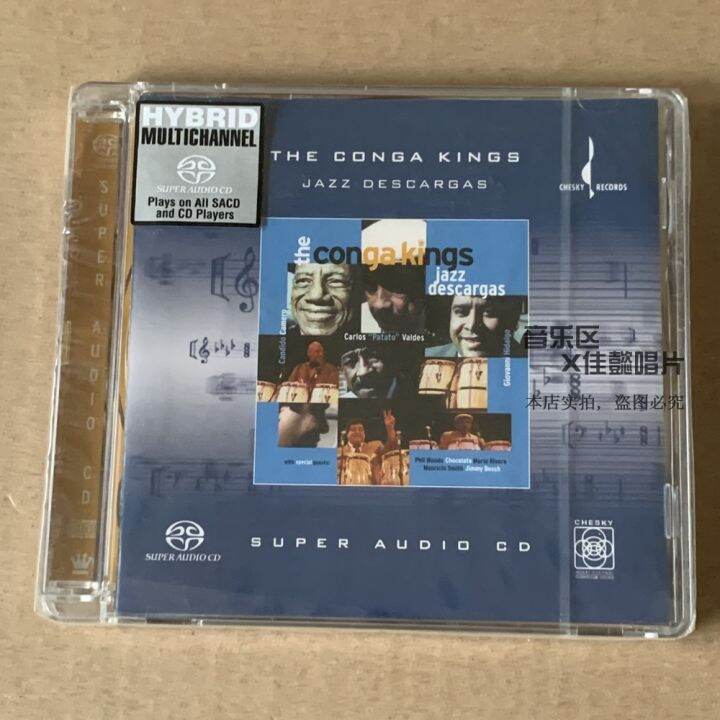 HYBRID
MULTICHANNEL
SUPER AUDIO CD
Plays on All SACD
and CD Players
THE CONGA KINGS
JAZZ DESCARGAS
CHESKY RECORDS
the
conga kings
jazz
descargas
Candido Camero
Carlos "Patato" Valdes
Giovanni Hidalgo
with special guests:
Phil Woods Chocolate Mario Rivera
Mauricio Smith Jimmy Bosch
音乐区
X佳懿唱片
本店实拍，盗图必究
SUPER AUDIO CD
SUPER AUDIO CD
SUPER AUDIO CD
CHESKY